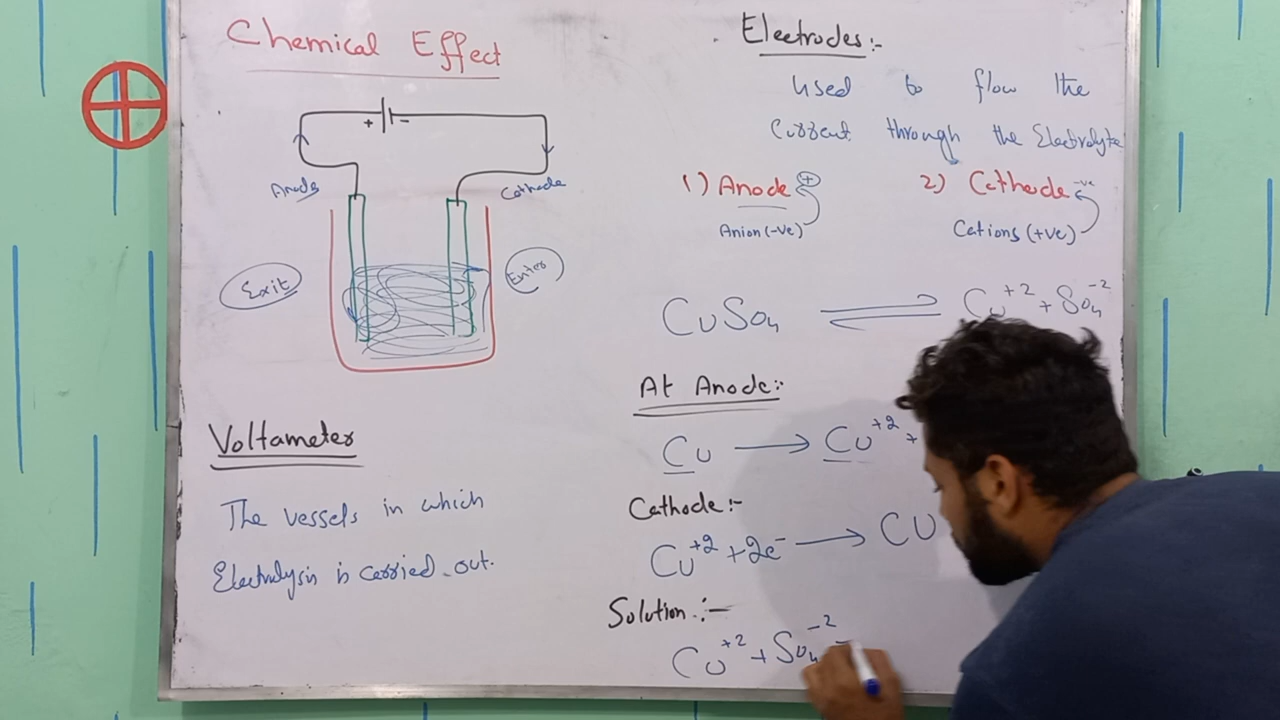 Chemical Effect
+ -
Anode
Cathode
Exit
Enter
Voltameter
The vessels in which
Electrolysis is carried out.
Electrodes:-
Used to flow the
Current through the Electrolyte
1) Anode +
Anion (-ve)
2) Cathode -ve
Cations (+ve)
CuSo₄ ⇌ Cu⁺² + So₄⁻²
At Anode:-
Cu → Cu⁺² +
Cathode:-
Cu⁺² + 2e⁻ → CU
Solution:-
Cu⁺² + So₄⁻²